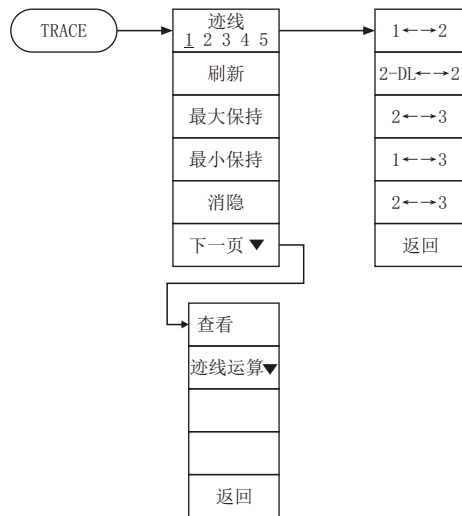 TRACE
迹线
1 2 3 4 5
刷新
最大保持
最小保持
消隐
下一页▼
1←→2
2-DL←→2
2←→3
1←→3
2←→3
返回
查看
迹线运算▼
返回